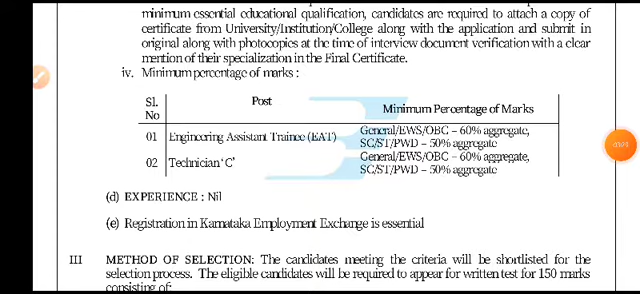 minimum essential educational qualification, candidates are required to attach a copy of
certificate from University/Institution/College along with the application and submit in
original along with photocopies at the time of interview document verification with a clear
mention of their specialization in the Final Certificate.
iv. Minimum percentage of marks :
Sl. No Post Minimum Percentage of Marks
01 Engineering Assistant Trainee (EAT) General/EWS/OBC – 60% aggregate,
SC/ST/PWD – 50% aggregate
02 Technician 'C' General/EWS/OBC – 60% aggregate,
SC/ST/PWD – 50% aggregate
(d) EXPERIENCE : Nil
(e) Registration in Karnataka Employment Exchange is essential
III METHOD OF SELECTION: The candidates meeting the criteria will be shortlisted for the
selection process. The eligible candidates will be required to appear for written test for 150 marks
consisting of: